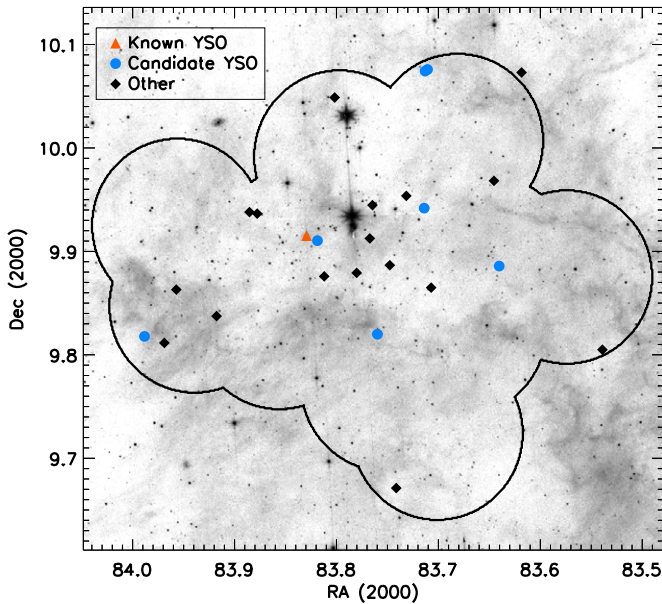 Known YSO
Candidate YSO
Other
10.1
10.0
9.9
9.8
9.7
Dec (2000)
84.0 83.9 83.8 83.7 83.6 83.5
RA (2000)